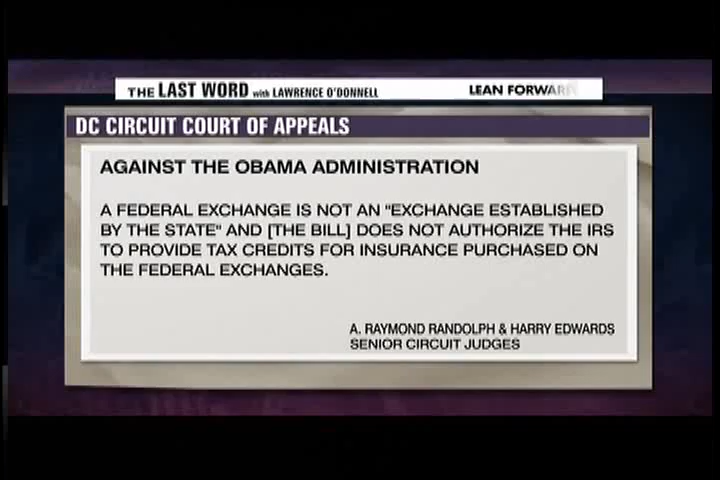 THE LAST WORD WITH LAWRENCE O'DONNELL LEAN FORWARD
DC CIRCUIT COURT OF APPEALS
AGAINST THE OBAMA ADMINISTRATION
A FEDERAL EXCHANGE IS NOT AN "EXCHANGE ESTABLISHED
BY THE STATE" AND [THE BILL] DOES NOT AUTHORIZE THE IRS
TO PROVIDE TAX CREDITS FOR INSURANCE PURCHASED ON
THE FEDERAL EXCHANGES.
A. RAYMOND RANDOLPH & HARRY EDWARDS
SENIOR CIRCUIT JUDGES